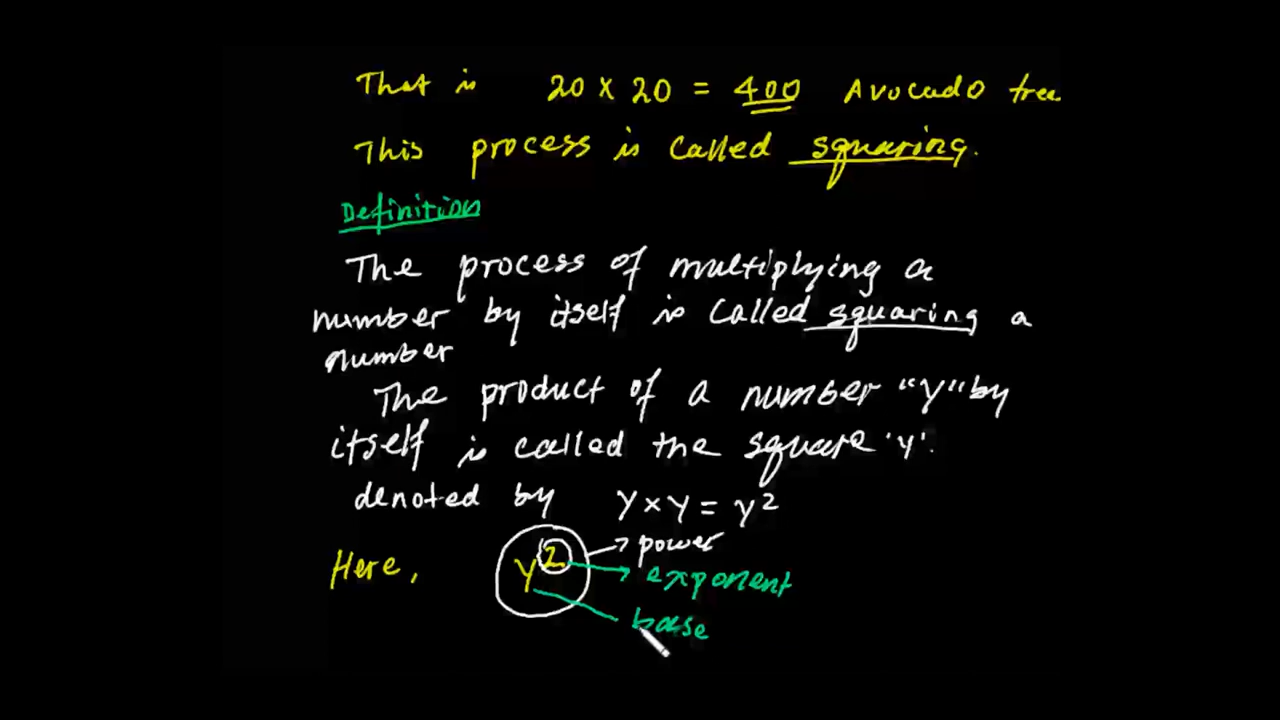 That is 20 x 20 = 400 Avocado tree
This process is called squaring.
Definition
The process of multiplying a
number by itself is called squaring a
number
The product of a number "y" by
itself is called the square 'y'.
denoted by y x y = y²
Here, y² → power
→ exponent
base